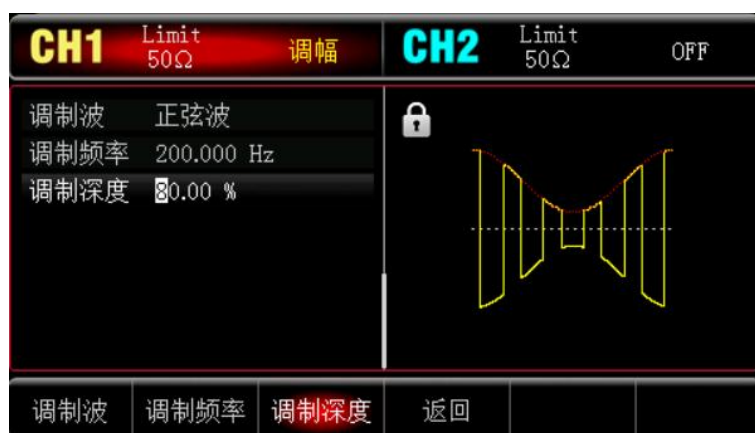 CH1 Limit 50Ω 调幅 CH2 Limit 50Ω OFF
调制波 正弦波
调制频率 200.000 Hz
调制深度 80.00 %
调制波 调制频率 调制深度 返回